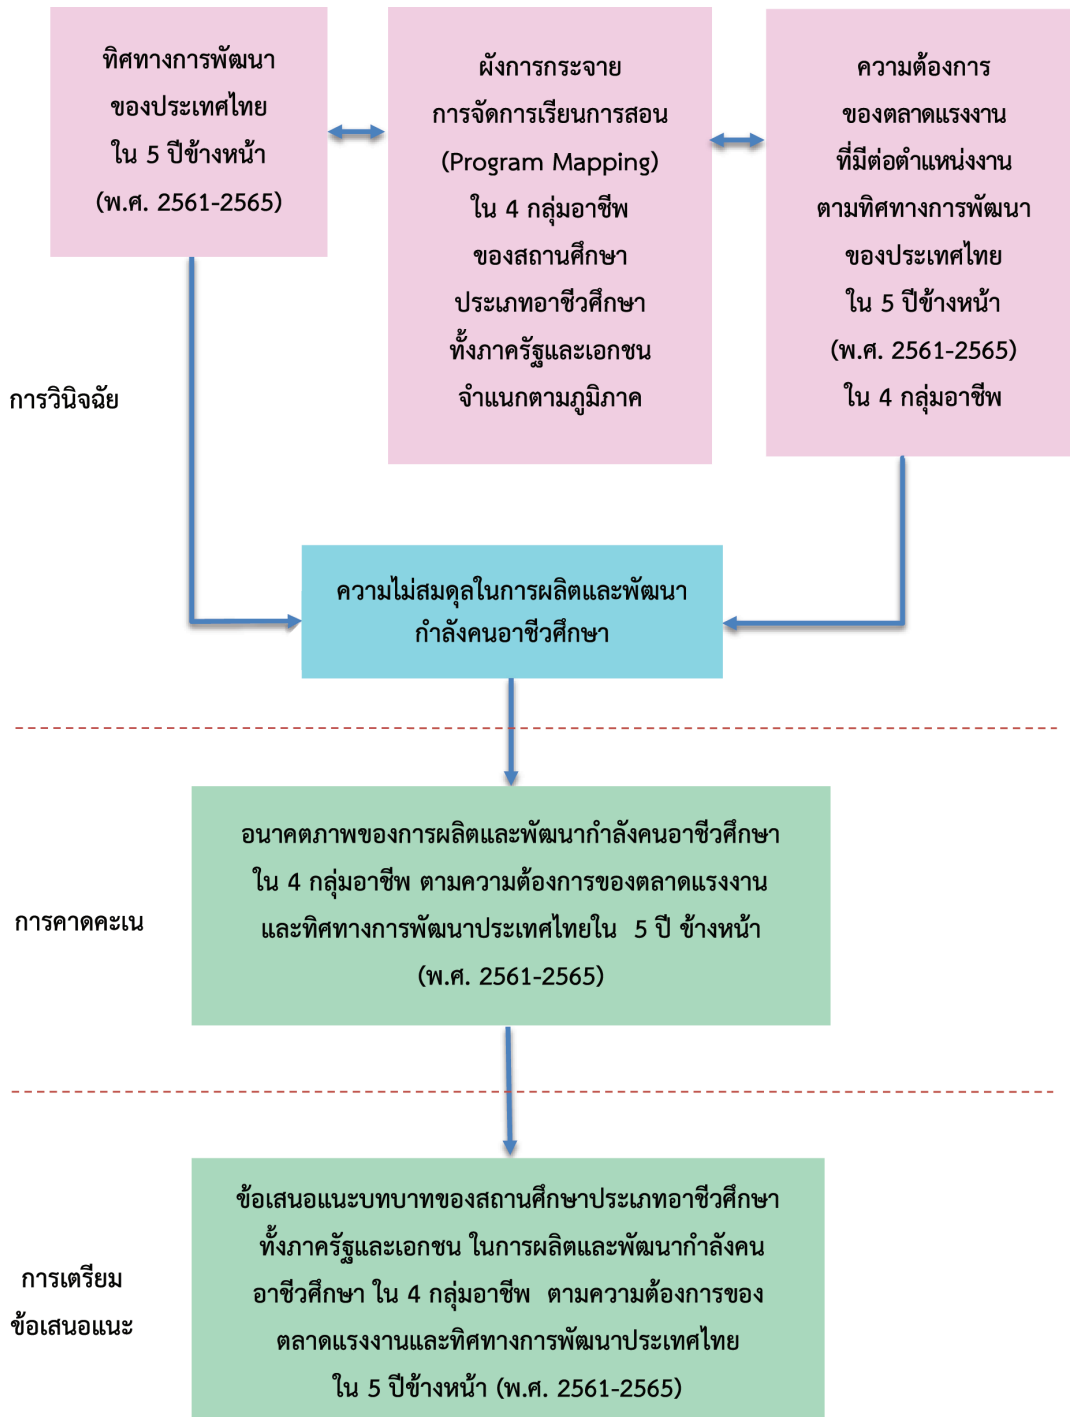 ทิศทางการพัฒนา
ของประเทศไทย
ใน 5 ปีข้างหน้า
(พ.ศ. 2561-2565)
ผังการกระจาย
การจัดการเรียนการสอน
(Program Mapping)
ใน 4 กลุ่มอาชีพ
ของสถานศึกษา
ประเภทอาชีวศึกษา
ทั้งภาครัฐและเอกชน
จำแนกตามภูมิภาค
ความต้องการ
ของตลาดแรงงาน
ที่มีต่อตำแหน่งงาน
ตามทิศทางการพัฒนา
ของประเทศไทย
ใน 5 ปีข้างหน้า
(พ.ศ. 2561-2565)
ใน 4 กลุ่มอาชีพ
การวินิจฉัย
ความไม่สมดุลในการผลิตและพัฒนา
กำลังคนอาชีวศึกษา
อนาคตภาพของการผลิตและพัฒนากำลังคนอาชีวศึกษา
ใน 4 กลุ่มอาชีพ ตามความต้องการของตลาดแรงงาน
และทิศทางการพัฒนาประเทศไทยใน 5 ปี ข้างหน้า
(พ.ศ. 2561-2565)
การคาดคะเน
ข้อเสนอแนะบทบาทของสถานศึกษาประเภทอาชีวศึกษา
ทั้งภาครัฐและเอกชน ในการผลิตและพัฒนากำลังคน
อาชีวศึกษา ใน 4 กลุ่มอาชีพ ตามความต้องการของ
ตลาดแรงงานและทิศทางการพัฒนาประเทศไทย
ใน 5 ปีข้างหน้า (พ.ศ. 2561-2565)
การเตรียม
ข้อเสนอแนะ